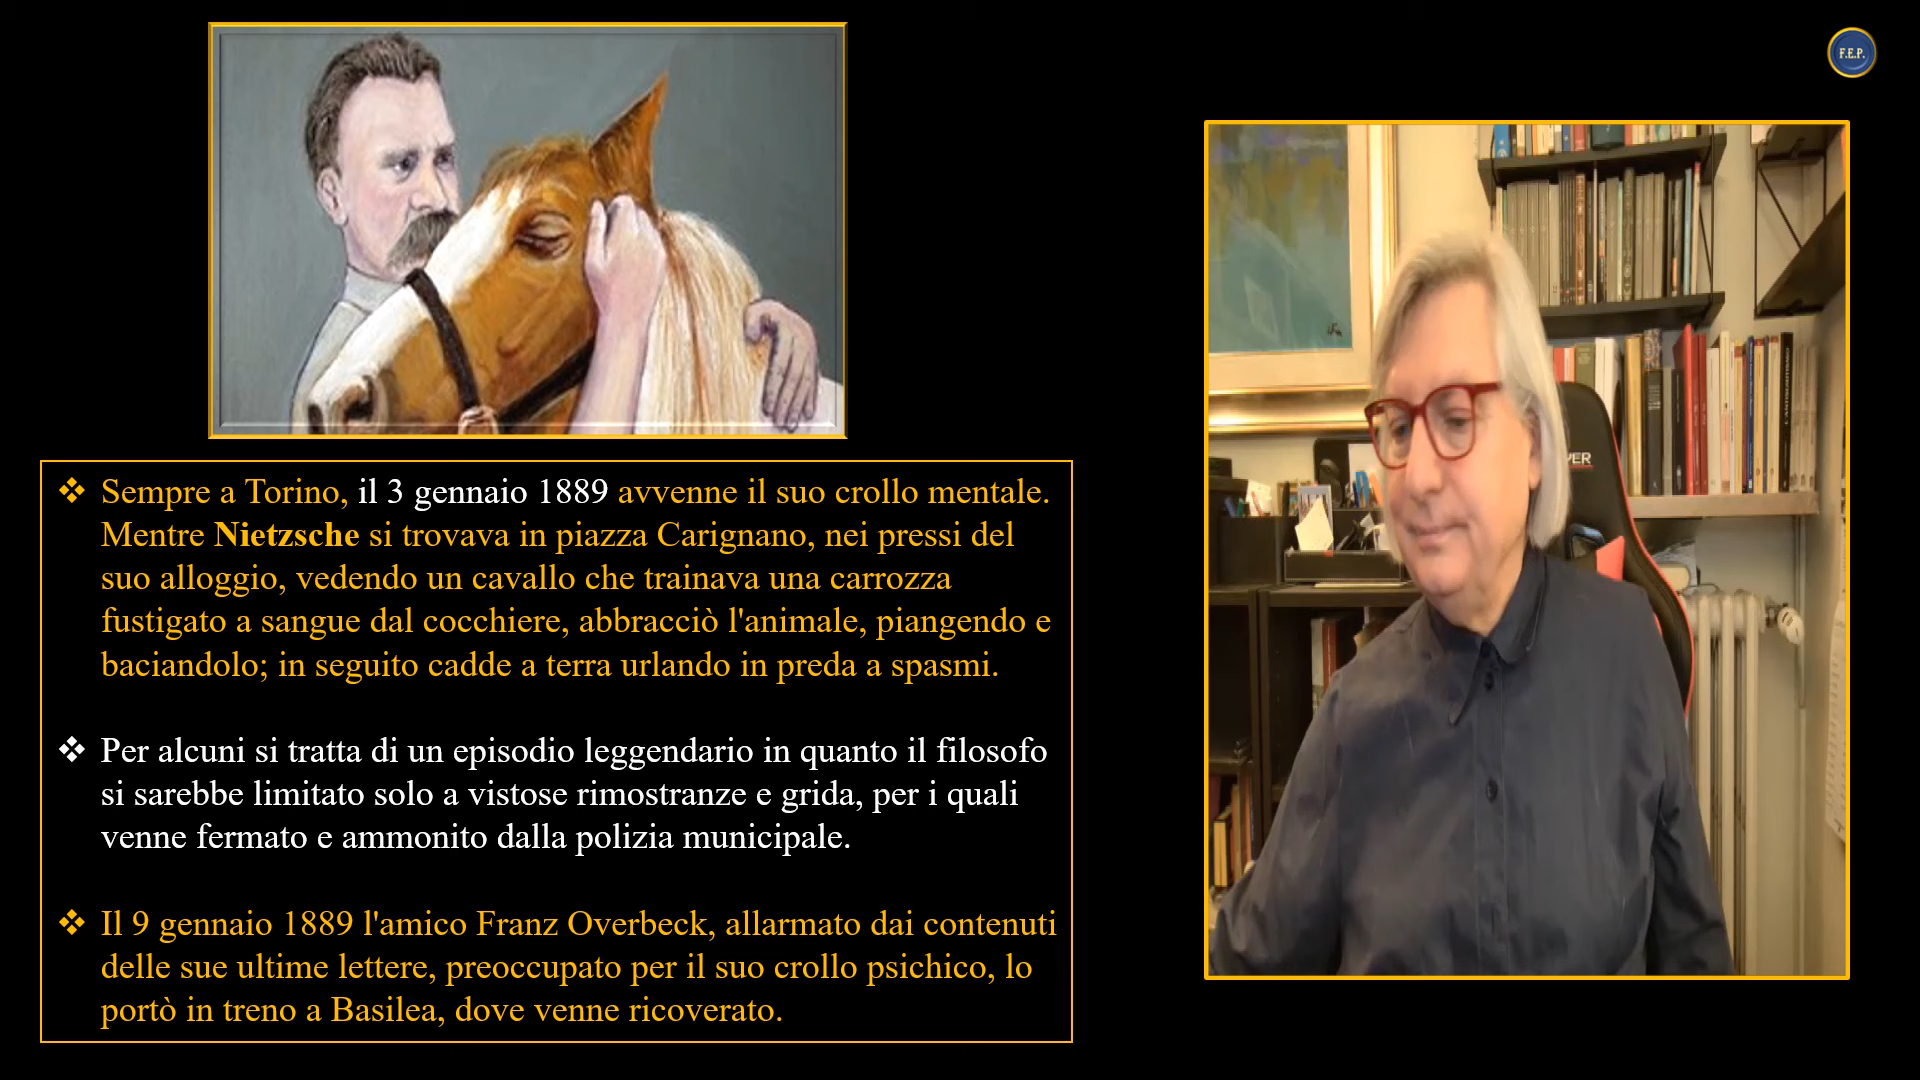 F.E.P.
Sempre a Torino, il 3 gennaio 1889 avvenne il suo crollo mentale.
Mentre Nietzsche si trovava in piazza Carignano, nei pressi del
suo alloggio, vedendo un cavallo che trainava una carrozza
fustigato a sangue dal cocchiere, abbracciò l'animale, piangendo e
baciandolo; in seguito cadde a terra urlando in preda a spasmi.
Per alcuni si tratta di un episodio leggendario in quanto il filosofo
si sarebbe limitato solo a vistose rimostranze e grida, per i quali
venne fermato e ammonito dalla polizia municipale.
Il 9 gennaio 1889 l'amico Franz Overbeck, allarmato dai contenuti
delle sue ultime lettere, preoccupato per il suo crollo psichico, lo
portò in treno a Basilea, dove venne ricoverato.